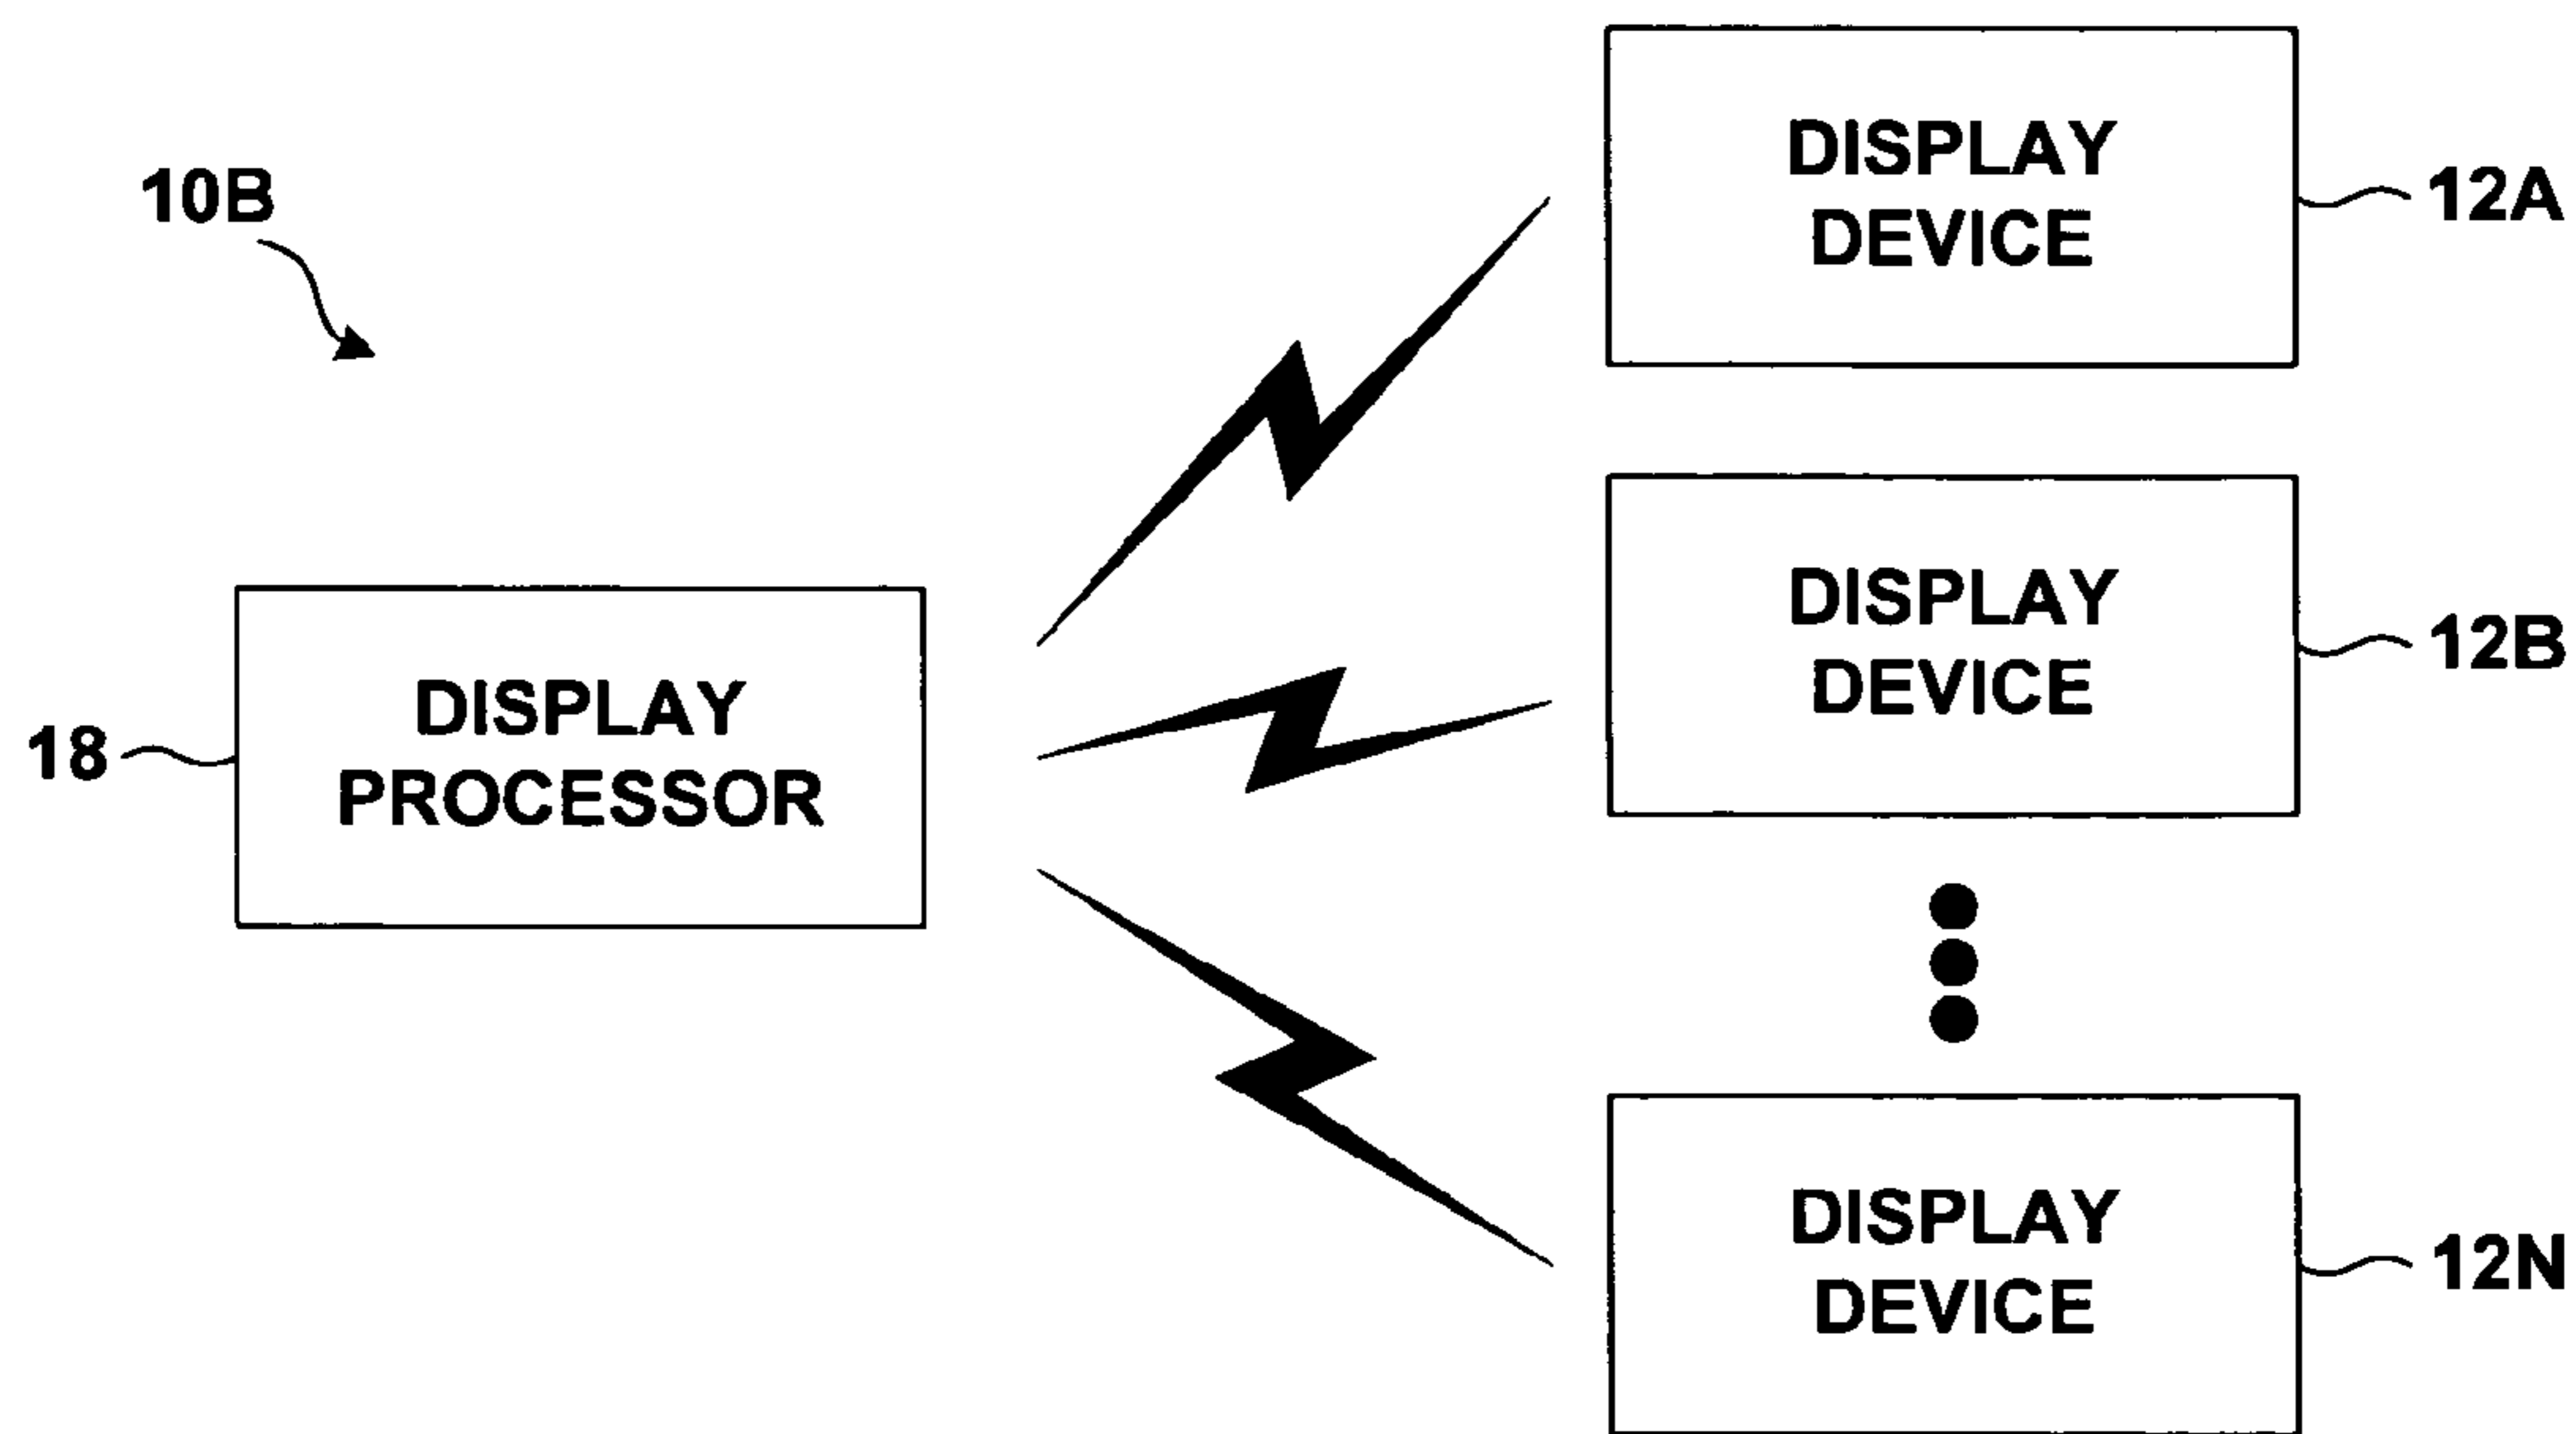 10B
DISPLAY
DEVICE
12A
DISPLAY
DEVICE
12B
18
DISPLAY
PROCESSOR
DISPLAY
DEVICE
12N